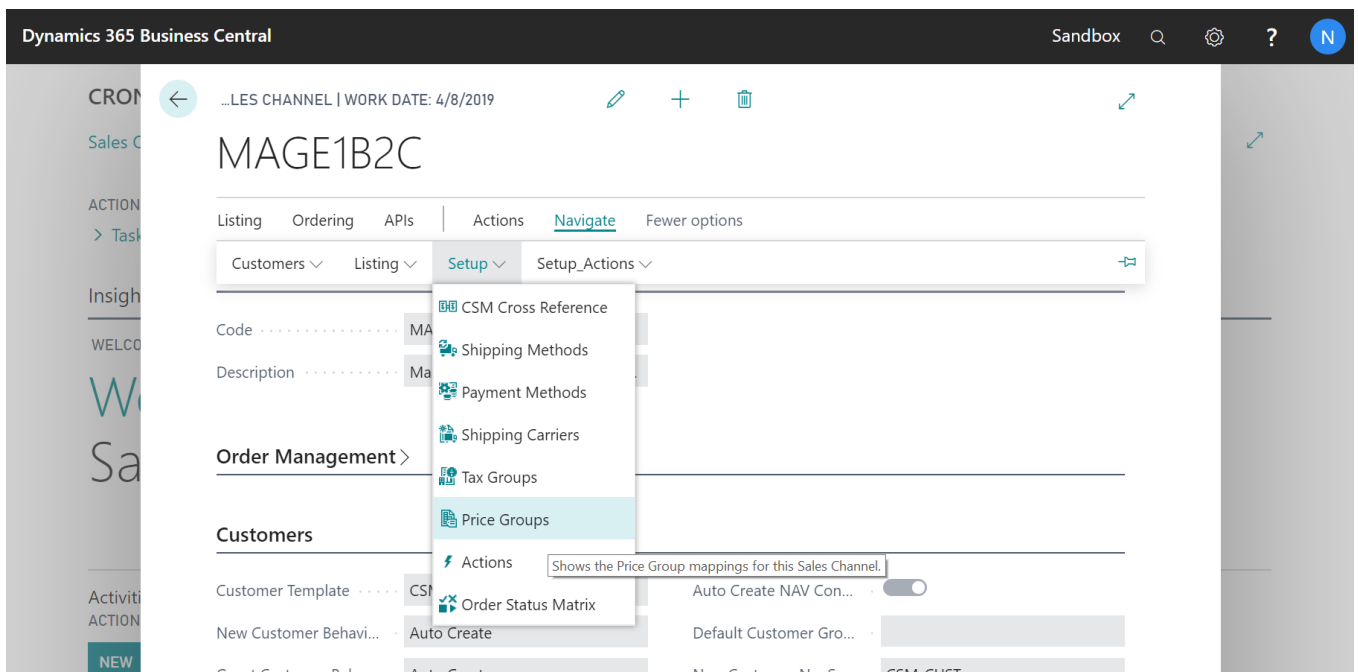 Dynamics 365 Business Central Sandbox ? N
CRON
…LES CHANNEL | WORK DATE: 4/8/2019
Sales C
MAGE1B2C
ACTION
> Task
Listing Ordering APIs Actions Navigate Fewer options
Customers Listing Setup Setup_Actions
Insigh
CSM Cross Reference
Code MA
WELCO
Shipping Methods
Description Ma
Payment Methods
Shipping Carriers
Sa
Order Management >
Tax Groups
Price Groups
Customers
Actions
Shows the Price Group mappings for this Sales Channel.
Customer Template CSM Auto Create NAV Con...
Activiti
Order Status Matrix
ACTION
New Customer Behavi... Auto Create Default Customer Gro...
NEW